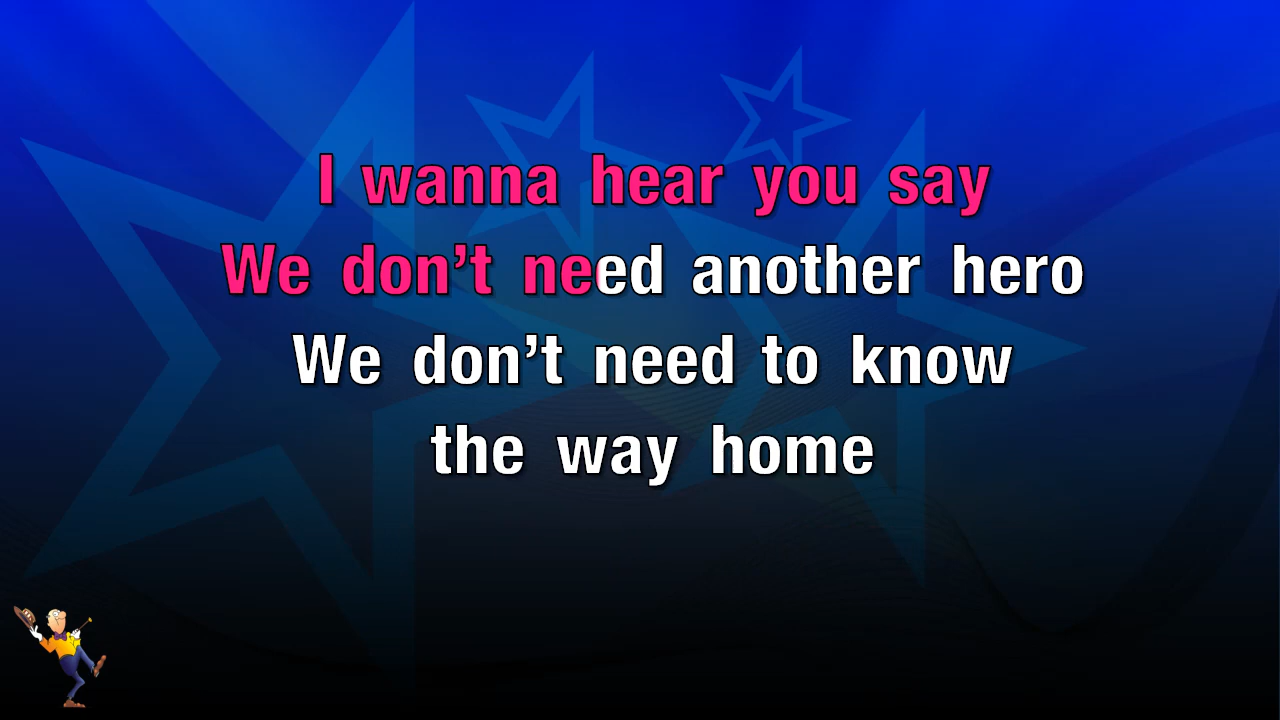 I wanna hear you say
We don’t need another hero
We don’t need to know
the way home